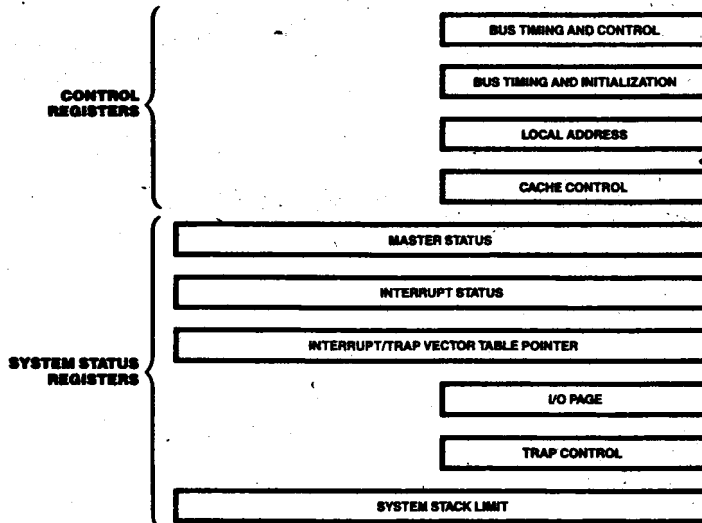 CONTROL
REGISTERS
BUS TIMING AND CONTROL
BUS TIMING AND INITIALIZATION
LOCAL ADDRESS
CACHE CONTROL
SYSTEM STATUS
REGISTERS
MASTER STATUS
INTERRUPT STATUS
INTERRUPT/TRAP VECTOR TABLE POINTER
I/O PAGE
TRAP CONTROL
SYSTEM STACK LIMIT